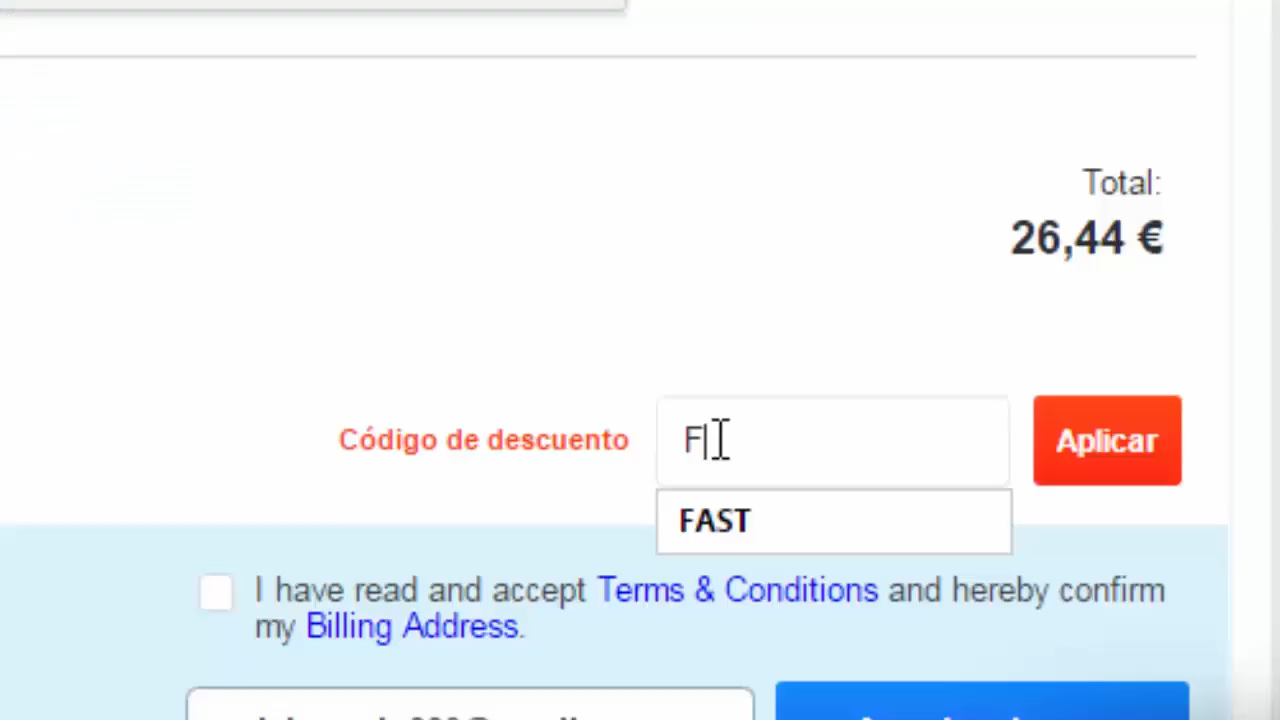 Total:
26,44 €
Código de descuento
F
Aplicar
FAST
I have read and accept Terms & Conditions and hereby confirm
my Billing Address.